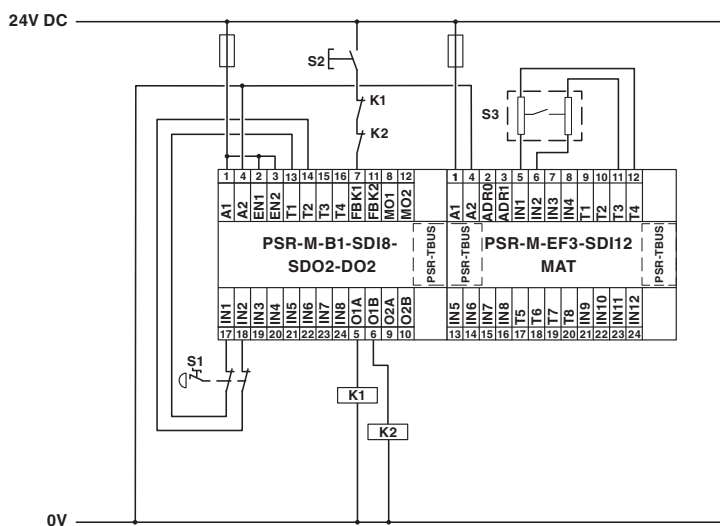 24V DC
S2
K1
K2
S3
1 4 2 3 13 14 15 16 7 11 8 12
1 4 2 3 5 6 7 8 9 10 11 12
A1 A2 EN1 EN2 T1 T2 T3 T4 FBK1 FBK2 MO1 MO2
A1 A2 ADR0 ADR1 IN1 IN2 IN3 IN4 T1 T2 T3 T4
PSR-M-B1-SDI8-
SDO2-DO2
PSR-TBUS
PSR-TBUS
PSR-M-EF3-SDI12
MAT
PSR-TBUS
IN1 IN2 IN3 IN4 IN5 IN6 IN7 IN8 O1A O1B O2A O2B
IN5 IN6 IN7 IN8 T5 T6 T7 T8 IN9 IN10 IN11 IN12
17 18 19 20 21 22 23 24 5 6 9 10
13 14 15 16 17 18 19 20 21 22 23 24
S1
K1
K2
0V